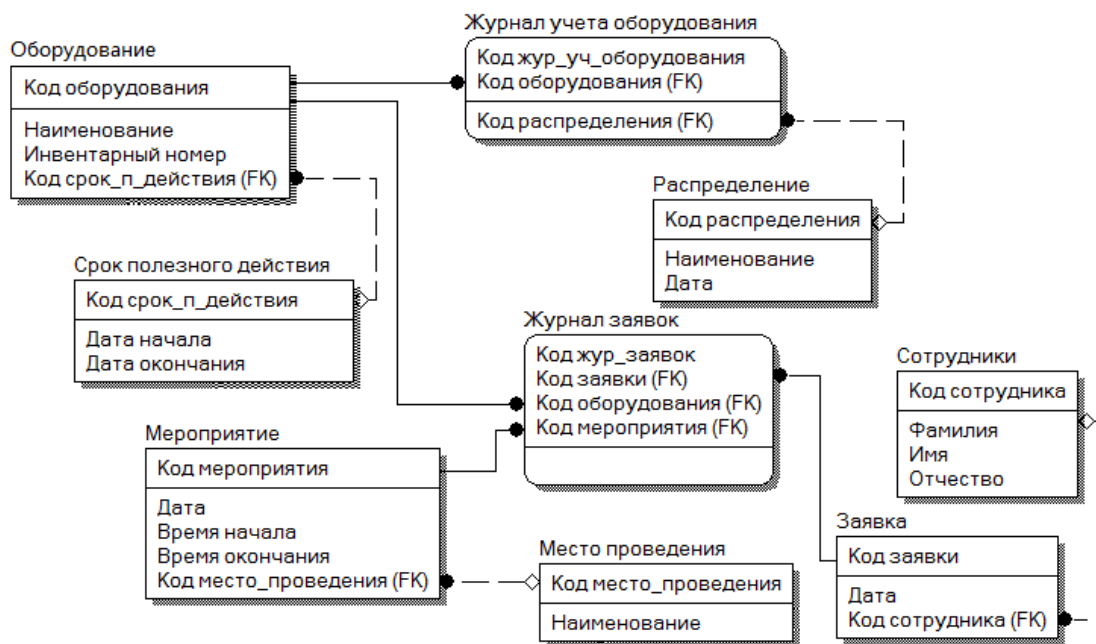 Журнал учета оборудования
Код жур_уч_оборудования
Код оборудования (FK)
Код распределения (FK)
Оборудование
Код оборудования
Наименование
Инвентарный номер
Код срок_п_действия (FK)
Распределение
Код распределения
Наименование
Дата
Срок полезного действия
Код срок_п_действия
Дата начала
Дата окончания
Журнал заявок
Код жур_заявок
Код заявки (FK)
Код оборудования (FK)
Код мероприятия (FK)
Сотрудники
Код сотрудника
Фамилия
Имя
Отчество
Мероприятие
Код мероприятия
Дата
Время начала
Время окончания
Код место_проведения (FK)
Место проведения
Код место_проведения
Наименование
Заявка
Код заявки
Дата
Код сотрудника (FK)